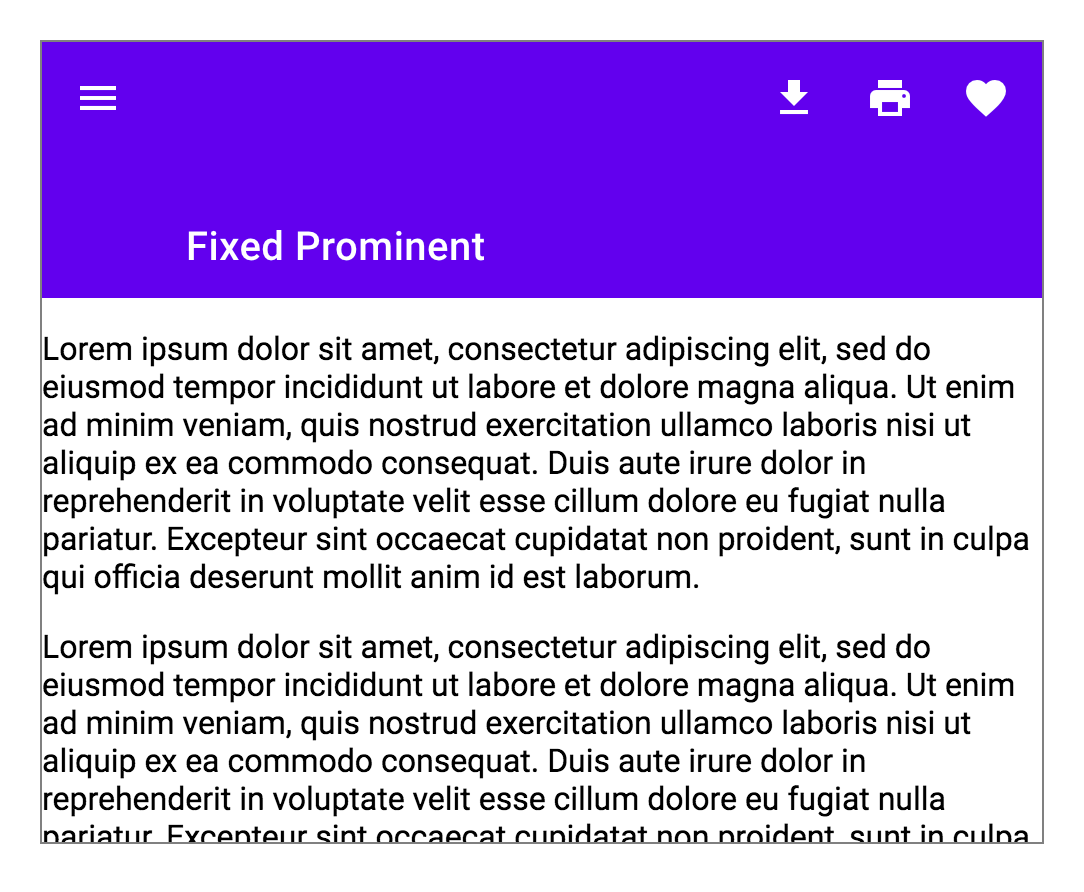 Fixed Prominent
Lorem ipsum dolor sit amet, consectetur adipiscing elit, sed do
eiusmod tempor incididunt ut labore et dolore magna aliqua. Ut enim
ad minim veniam, quis nostrud exercitation ullamco laboris nisi ut
aliquip ex ea commodo consequat. Duis aute irure dolor in
reprehenderit in voluptate velit esse cillum dolore eu fugiat nulla
pariatur. Excepteur sint occaecat cupidatat non proident, sunt in culpa
qui officia deserunt mollit anim id est laborum.
Lorem ipsum dolor sit amet, consectetur adipiscing elit, sed do
eiusmod tempor incididunt ut labore et dolore magna aliqua. Ut enim
ad minim veniam, quis nostrud exercitation ullamco laboris nisi ut
aliquip ex ea commodo consequat. Duis aute irure dolor in
reprehenderit in voluptate velit esse cillum dolore eu fugiat nulla
pariatur. Excepteur sint occaecat cupidatat non proident, sunt in culpa